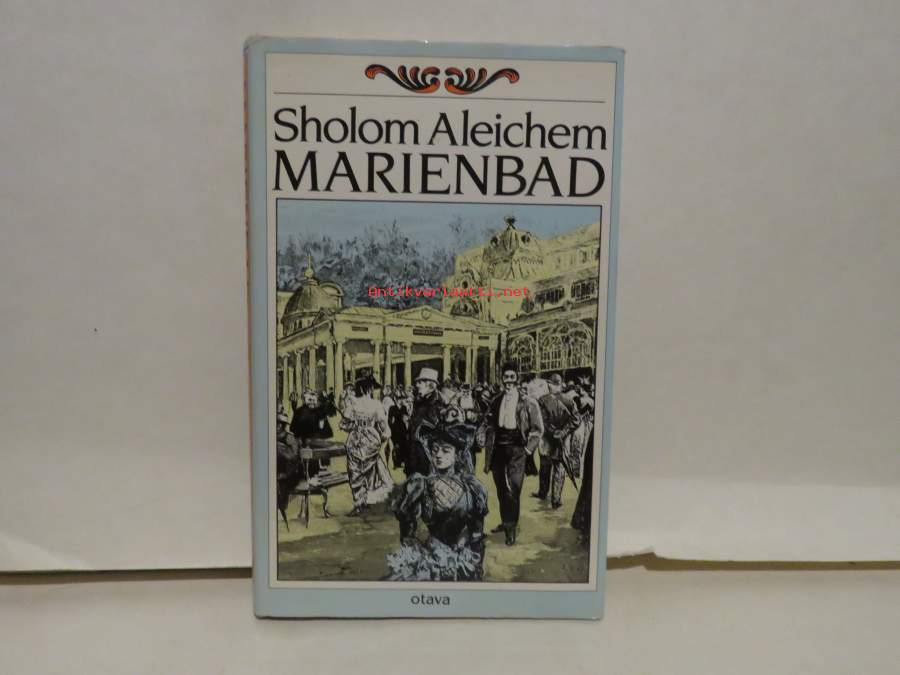 Sholom Aleichem
MARIENBAD
Antikvariaatti.net
otava